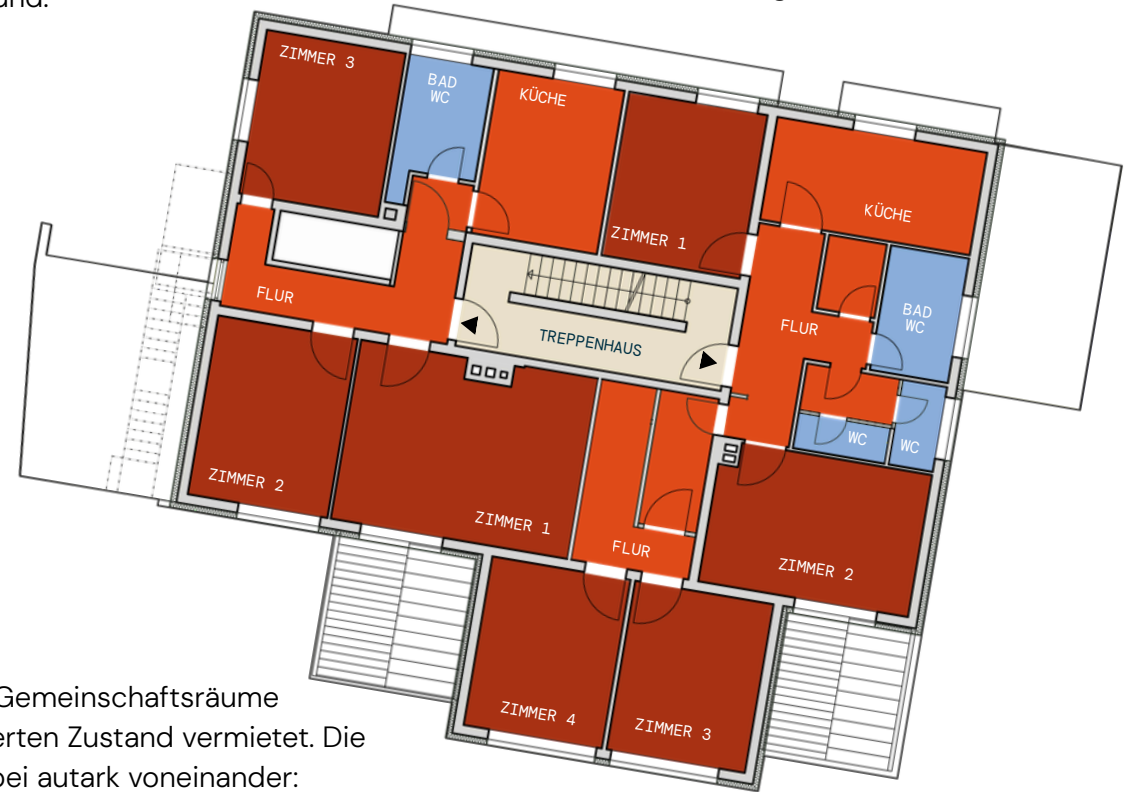 und.
ZIMMER 3
BAD
WC
KÜCHE
ZIMMER 1
KÜCHE
FLUR
TREPPENHAUS
FLUR
BAD
WC
WC
WC
ZIMMER 2
ZIMMER 1
FLUR
ZIMMER 2
ZIMMER 4
ZIMMER 3
Gemeinschaftsräume
erten Zustand vermietet. Die
bei autark voneinander: